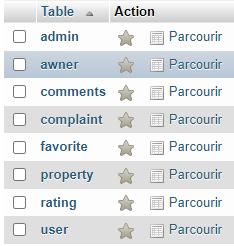 Table Action
admin Parcourir
awner Parcourir
comments Parcourir
complaint Parcourir
favorite Parcourir
property Parcourir
rating Parcourir
user Parcourir